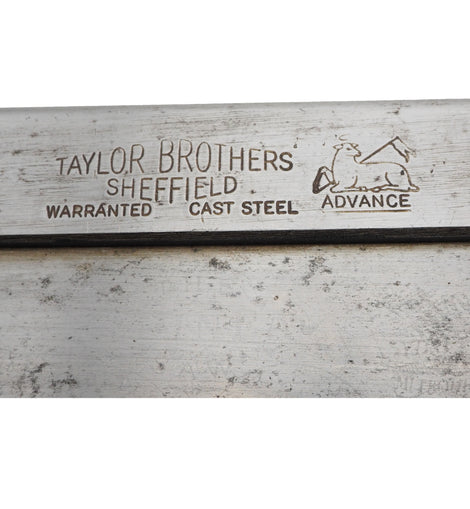 TAYLOR BROTHERS
SHEFFIELD
WARRANTED CAST STEEL
ADVANCE